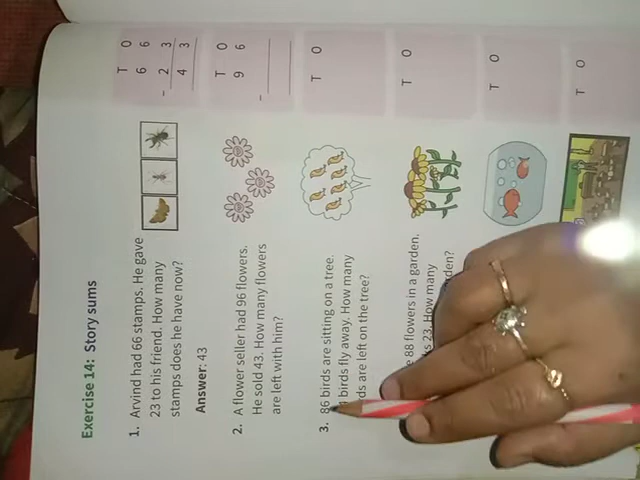 Exercise 14: Story sums
1. Arvind had 66 stamps. He gave
23 to his friend. How many
stamps does he have now?
Answer: 43
T O
6 6
- 2 3
4 3
2. A flower seller had 96 flowers.
He sold 43. How many flowers
are left with him?
T O
9 6
-
3. 86 birds are sitting on a tree.
birds fly away. How many
are left on the tree?
T O
88 flowers in a garden.
23. How many
T O
T O
T O